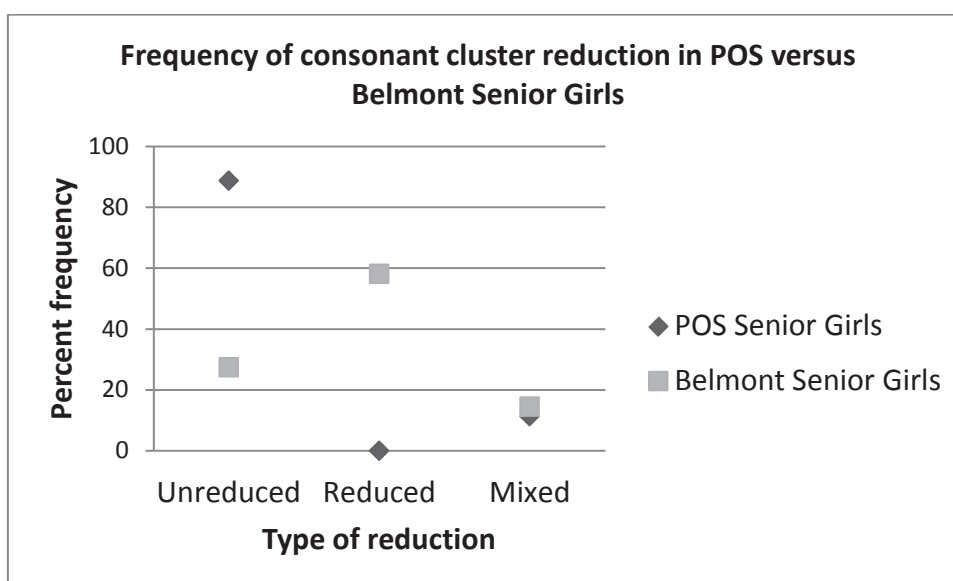 Frequency of consonant cluster reduction in POS versus
Belmont Senior Girls
Percent frequency
100
80
60
40
20
0
Unreduced Reduced Mixed
Type of reduction
POS Senior Girls
Belmont Senior Girls